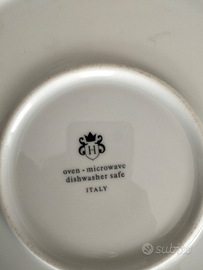 H
oven - microwave
dishwasher safe
ITALY
subito